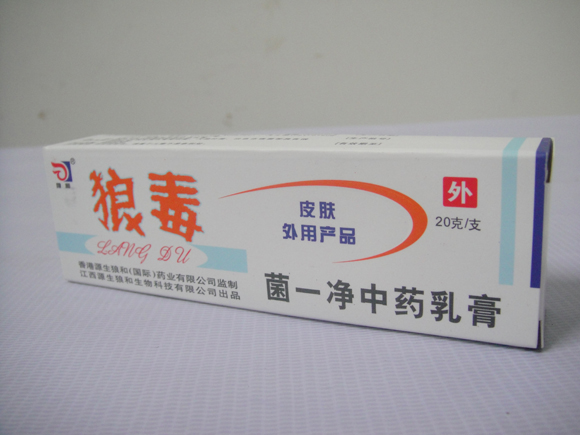 狼毒
LANG DU
香港源生狼和(国际)药业有限公司监制
江西源生狼和生物科技有限公司出品
皮肤
外用产品
外
20克/支
菌一净中药乳膏